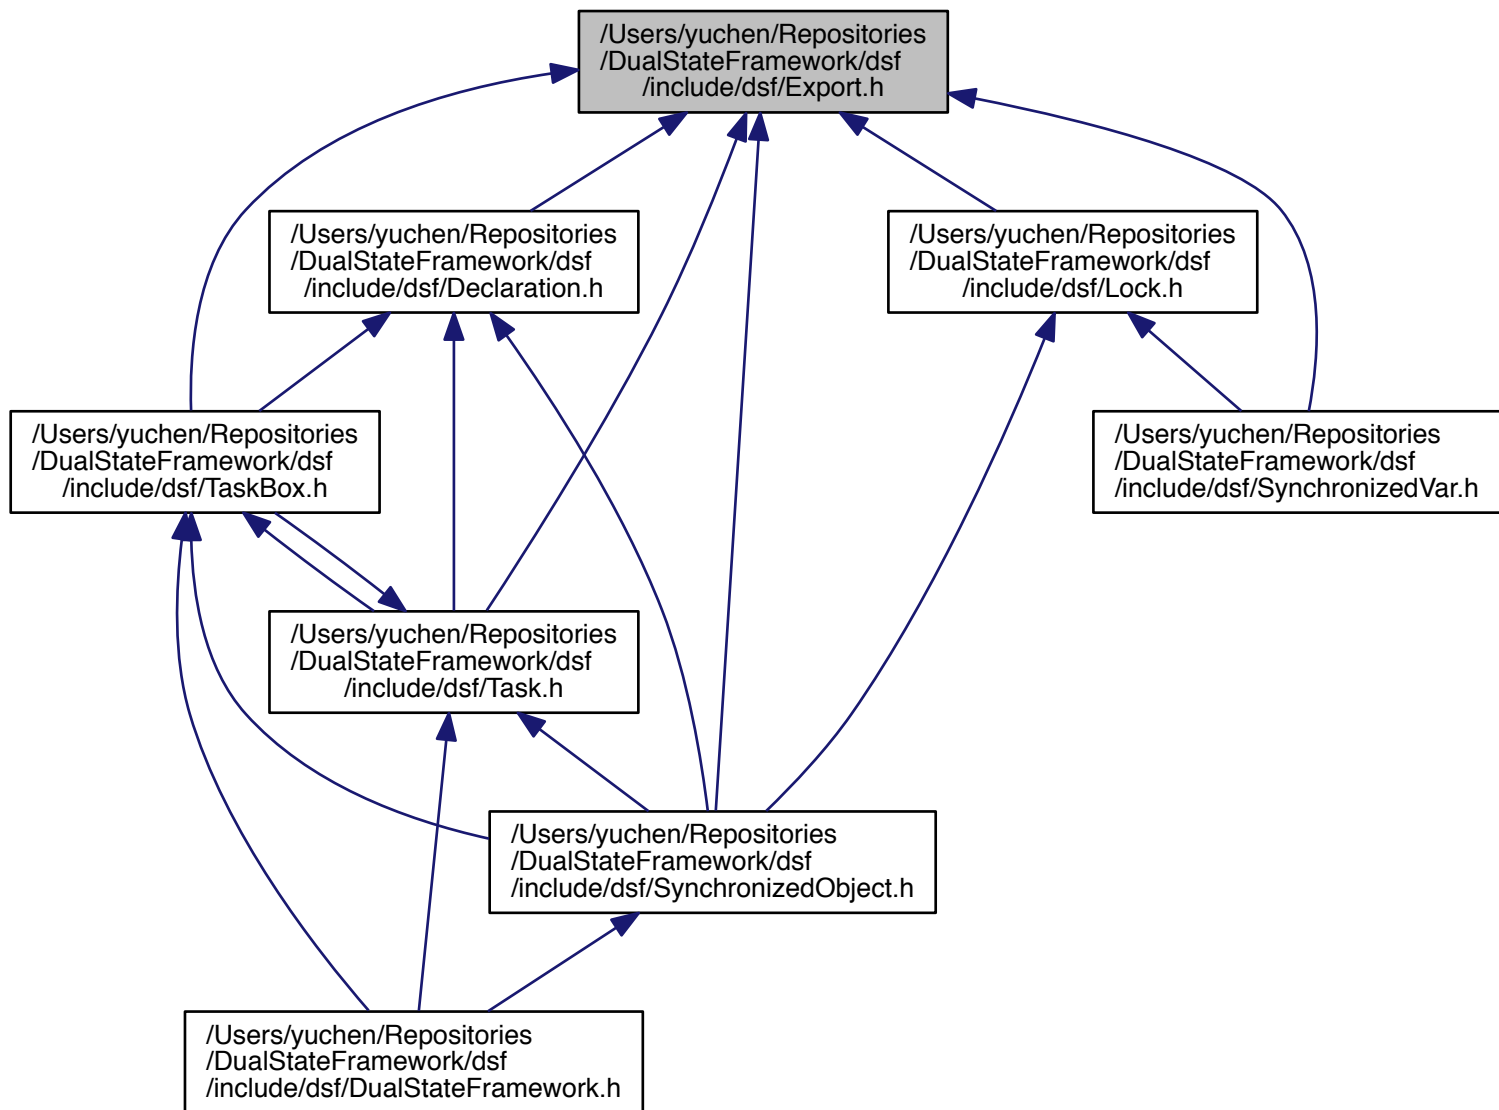 /Users/yuchen/Repositories
/DualStateFramework/dsf
/include/dsf/Export.h
/Users/yuchen/Repositories
/DualStateFramework/dsf
/include/dsf/Declaration.h
/Users/yuchen/Repositories
/DualStateFramework/dsf
/include/dsf/Lock.h
/Users/yuchen/Repositories
/DualStateFramework/dsf
/include/dsf/TaskBox.h
/Users/yuchen/Repositories
/DualStateFramework/dsf
/include/dsf/SynchronizedVar.h
/Users/yuchen/Repositories
/DualStateFramework/dsf
/include/dsf/Task.h
/Users/yuchen/Repositories
/DualStateFramework/dsf
/include/dsf/SynchronizedObject.h
/Users/yuchen/Repositories
/DualStateFramework/dsf
/include/dsf/DualStateFramework.h